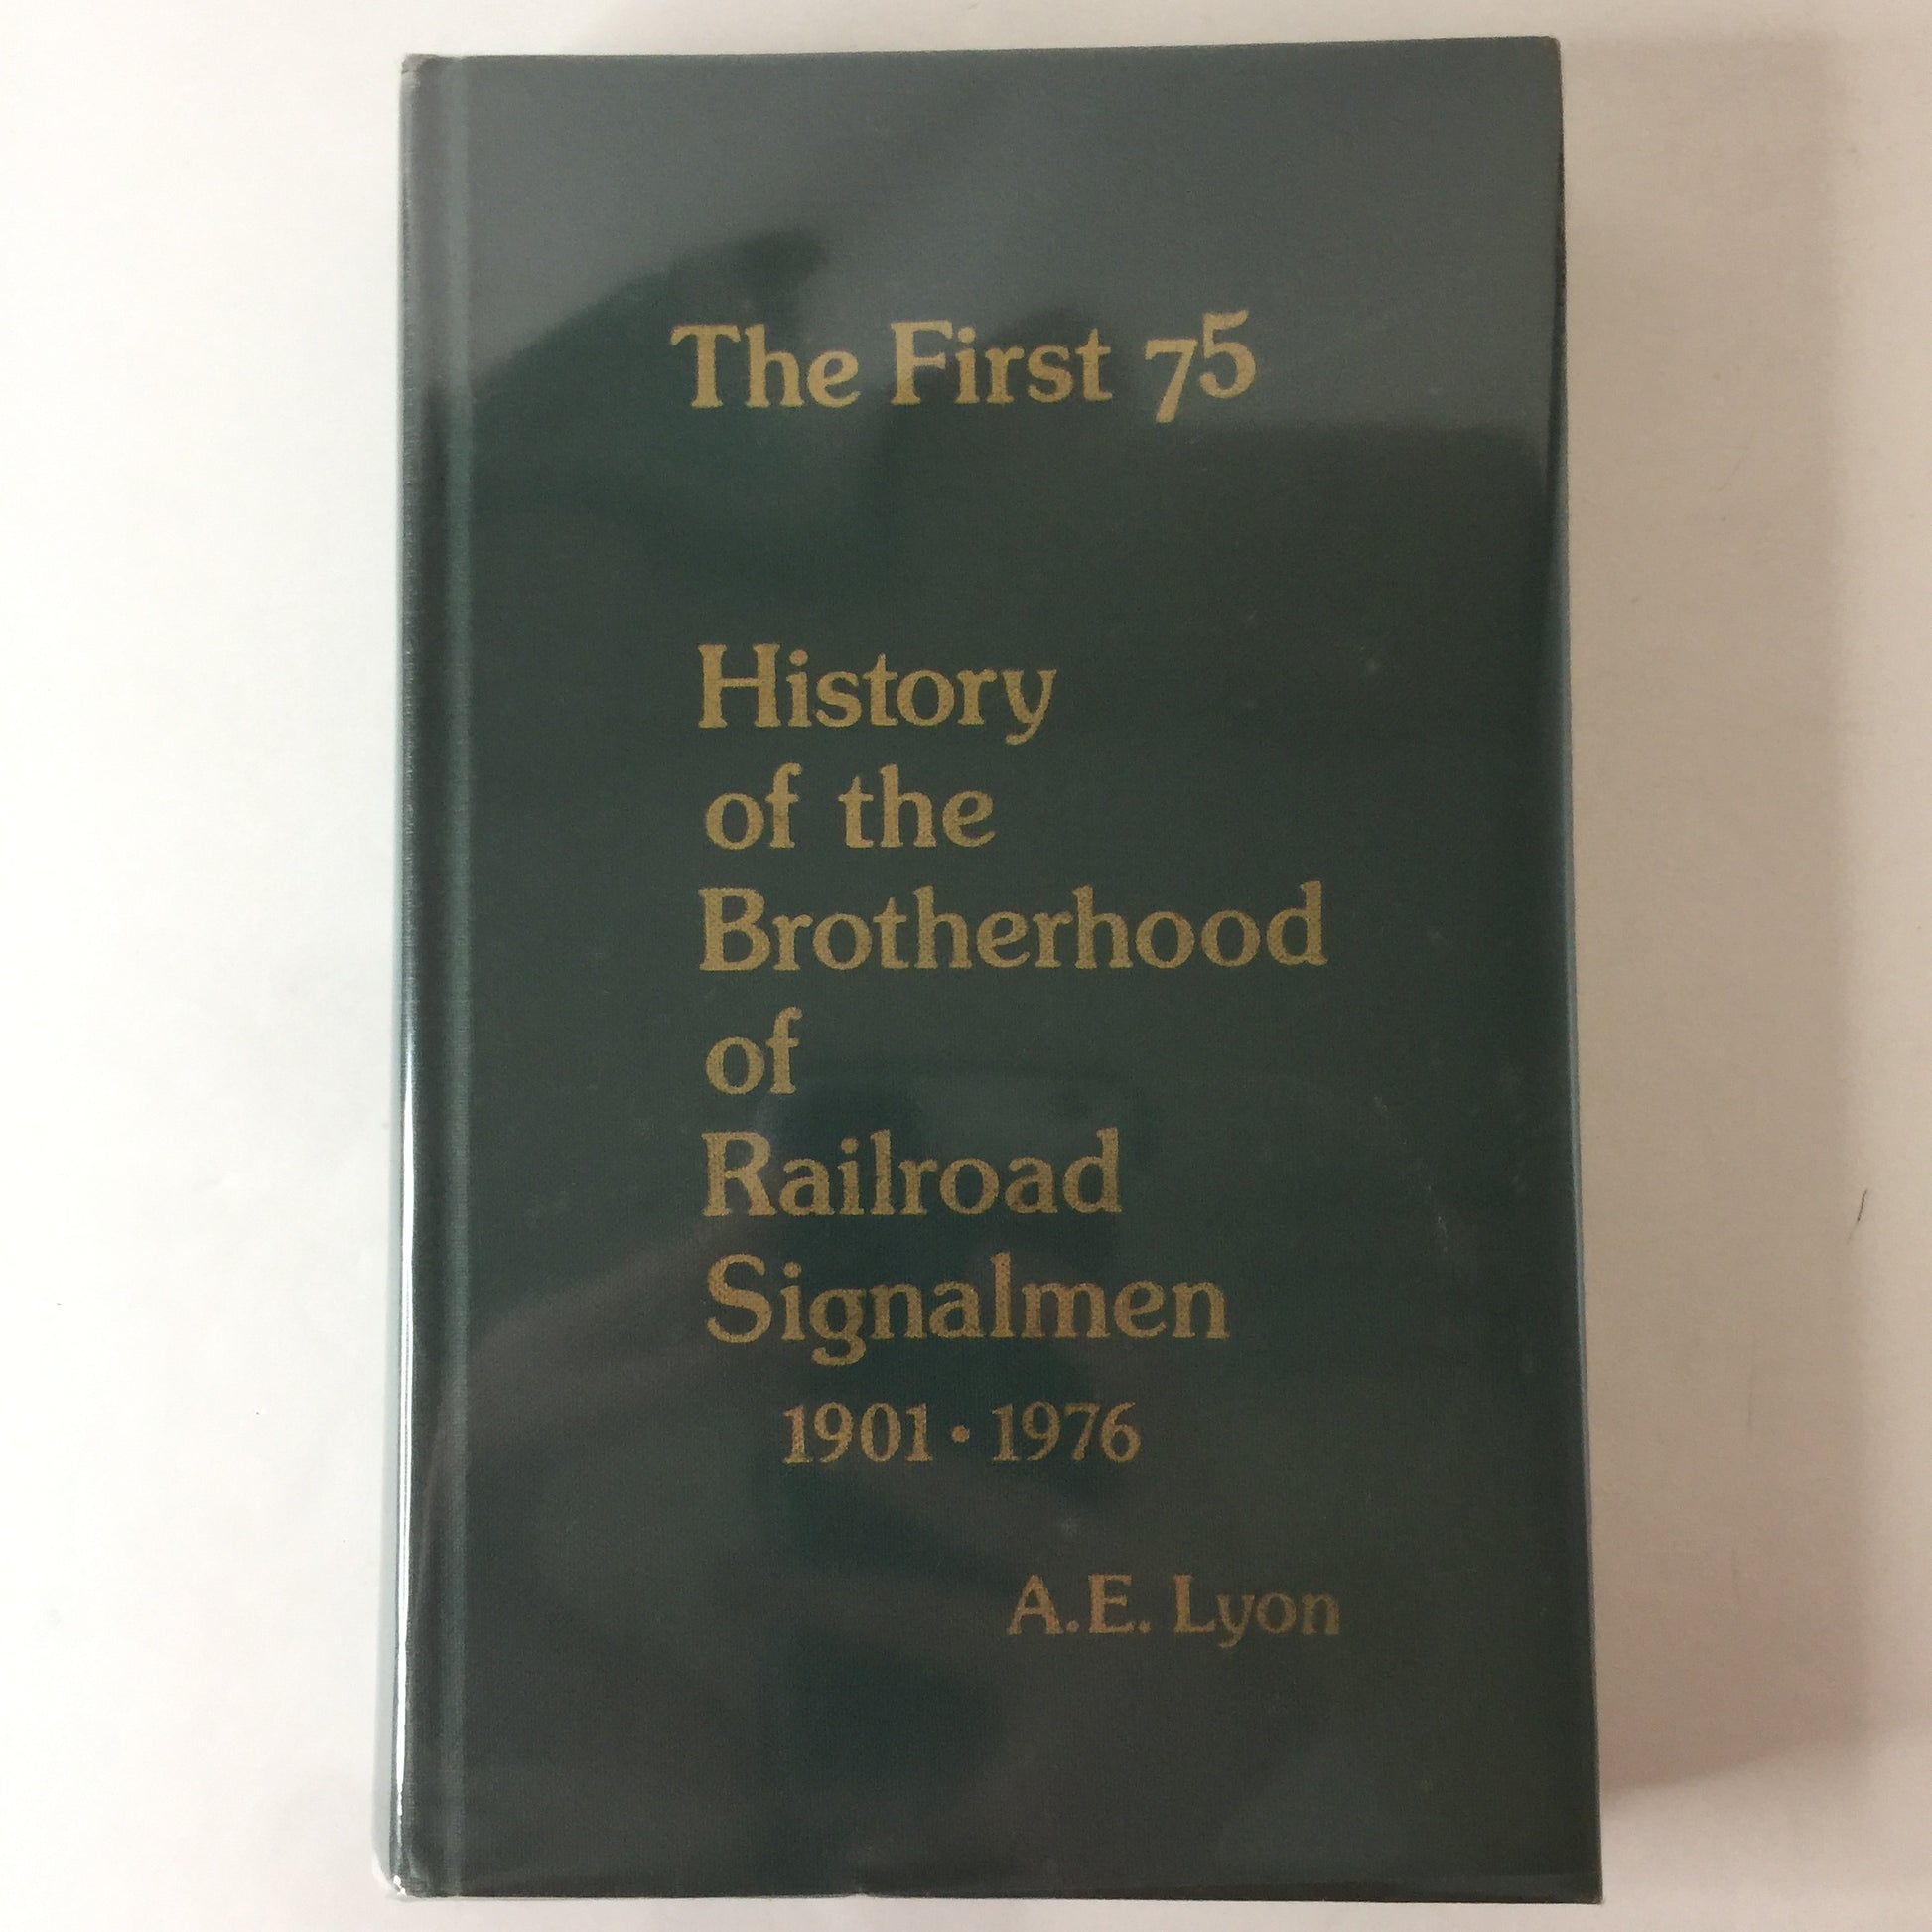 The First 75
History
of the
Brotherhood
of
Railroad
Signalmen
1901 • 1976
A.E. Lyon